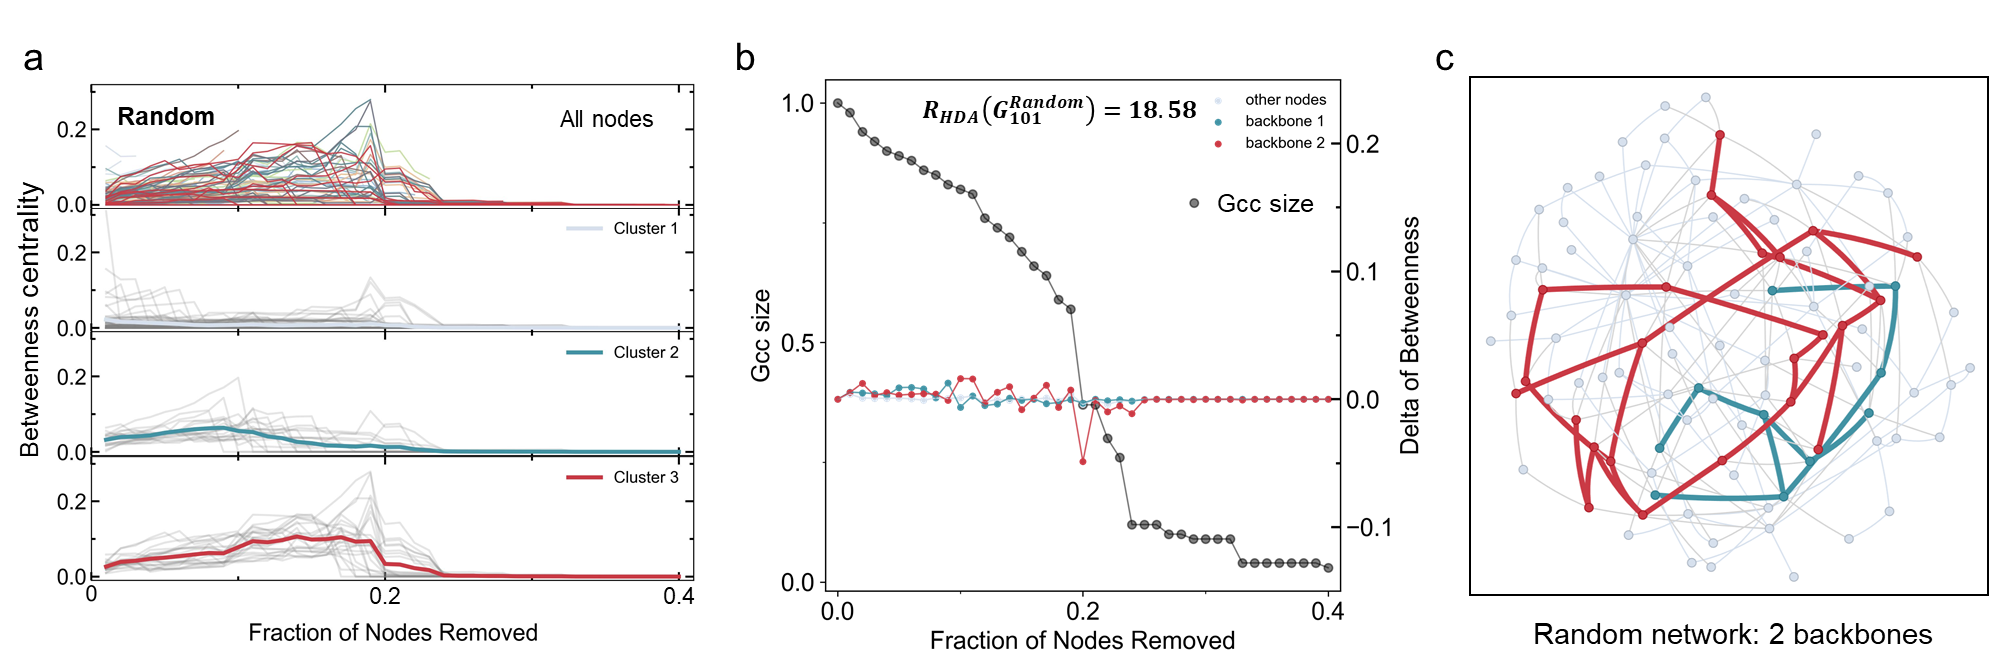 a
Random
All nodes
0.2
0.0
Cluster 1
0.2
0.0
Cluster 2
0.2
0.0
Cluster 3
0.2
0.0
0
0.2
0.4
Betweenness centrality
Fraction of Nodes Removed
b
R_{HDA}(G_{101}^{Random}) = 18.58
other nodes
backbone 1
backbone 2
Gcc size
1.0
0.5
0.0
Gcc size
0.2
0.1
0.0
−0.1
Delta of Betweenness
0.0
0.2
0.4
Fraction of Nodes Removed
c
Random network: 2 backbones